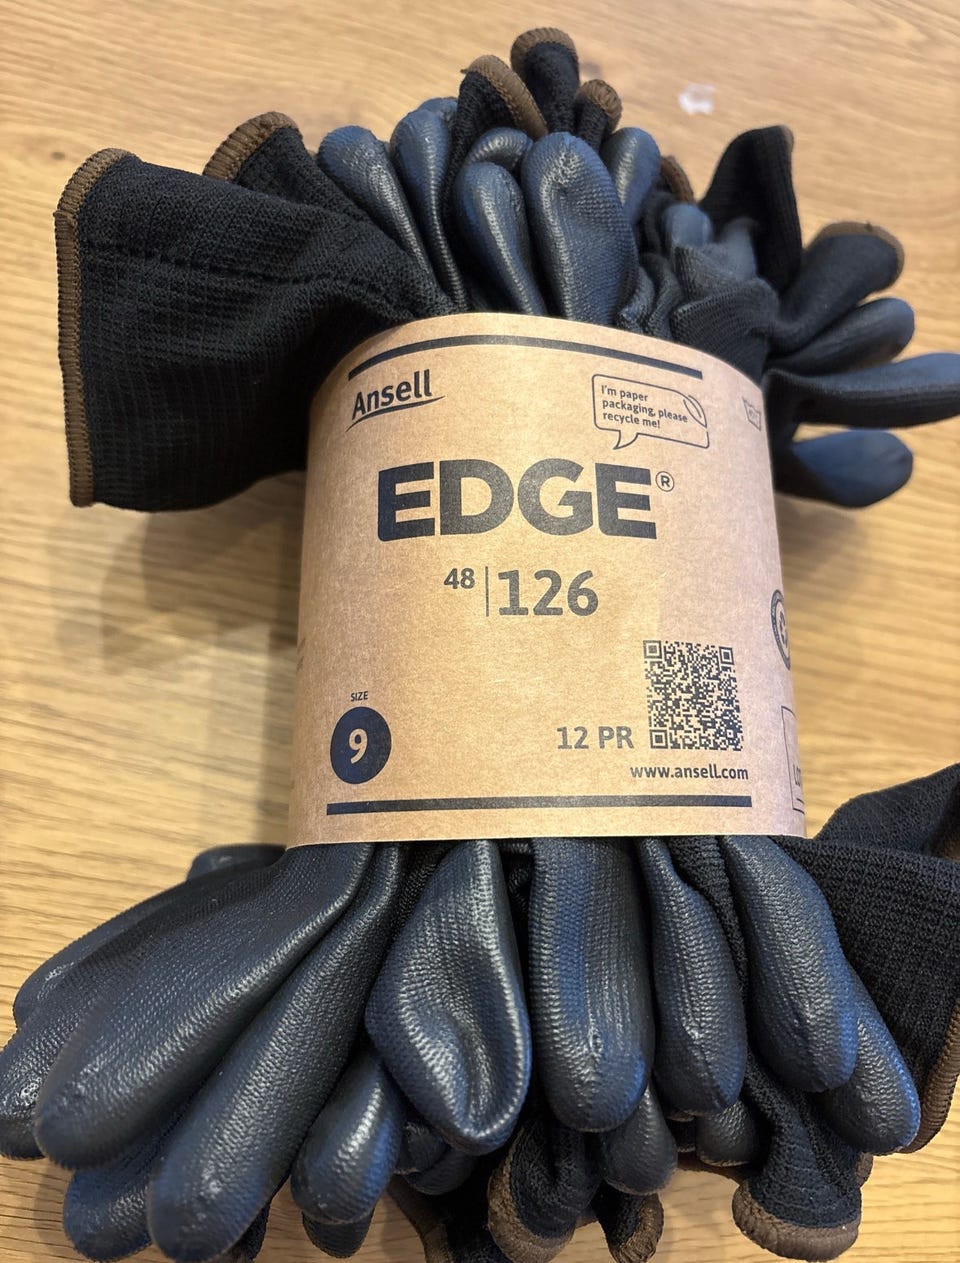 Ansell
I'm paper
packaging, please
recycle me!
EDGE®
48 | 126
SIZE
9
12 PR
www.ansell.com